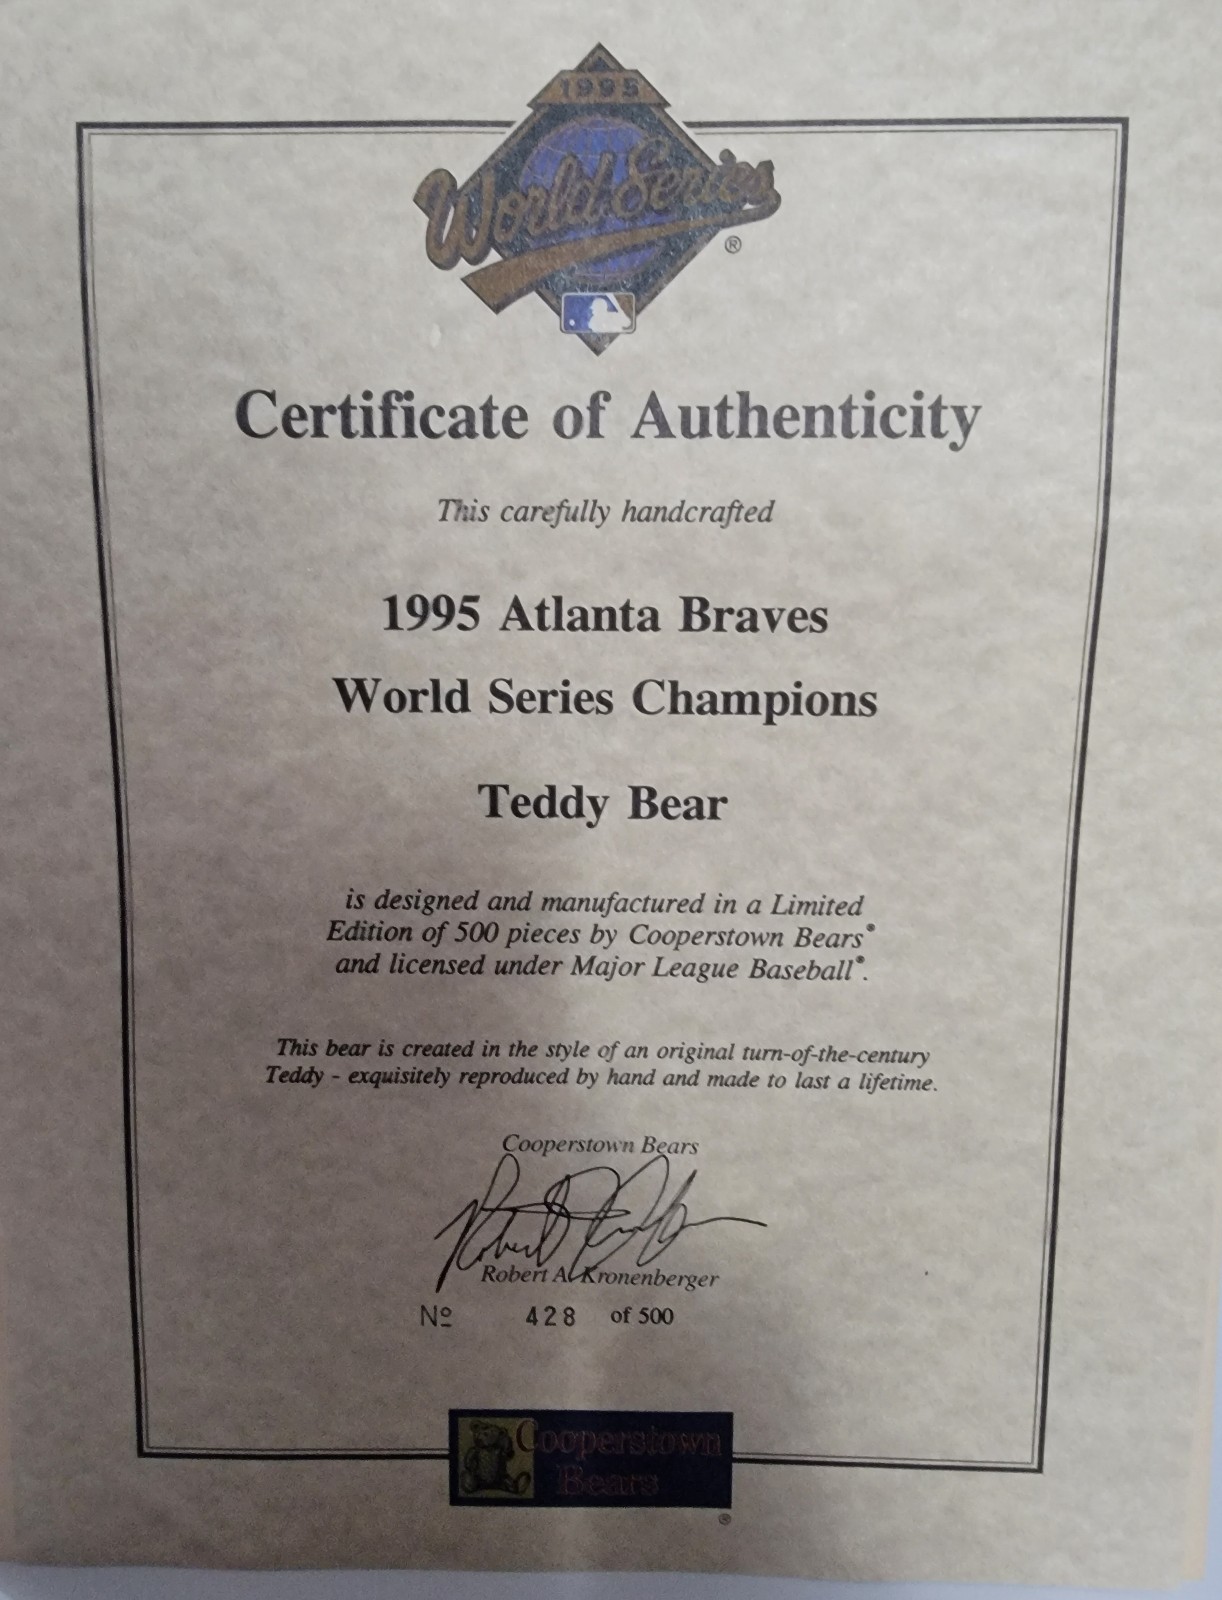 1995
World Series
®
Certificate of Authenticity
This carefully handcrafted
1995 Atlanta Braves
World Series Champions
Teddy Bear
is designed and manufactured in a Limited
Edition of 500 pieces by Cooperstown Bears®
and licensed under Major League Baseball®.
This bear is created in the style of an original turn-of-the-century
Teddy - exquisitely reproduced by hand and made to last a lifetime.
Cooperstown Bears
Robert A. Kronenberger
Nº 428 of 500
Cooperstown
Bears
®